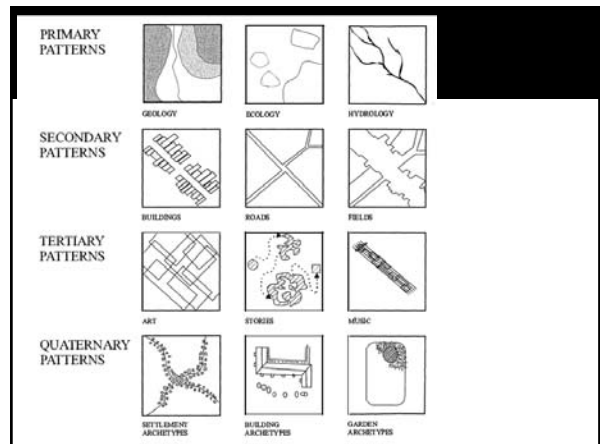 PRIMARY
PATTERNS
GEOLOGY
ECOLOGY
HYDROLOGY
SECONDARY
PATTERNS
BUILDINGS
ROADS
FIELDS
TERTIARY
PATTERNS
ART
STORIES
MUSIC
QUATERNARY
PATTERNS
SETTLEMENT
ARCHETYPES
BUILDING
ARCHETYPES
GARDEN
ARCHETYPES